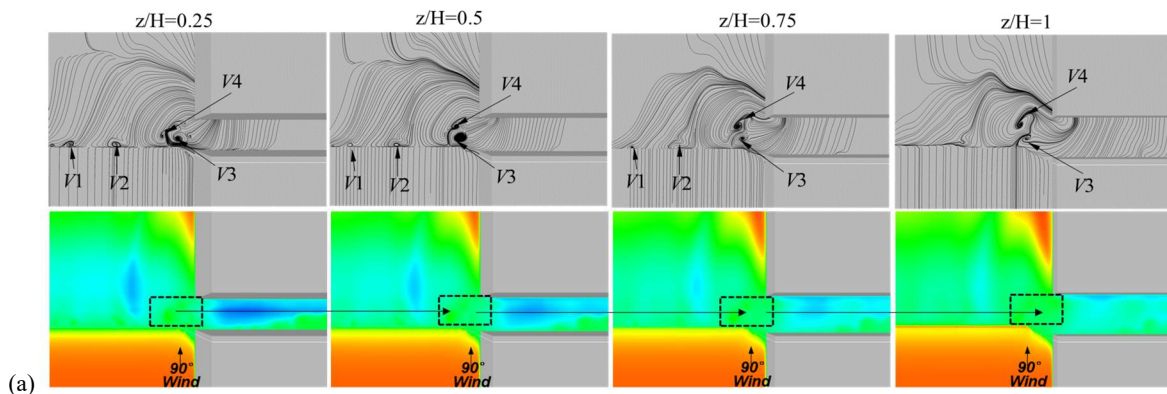 z/H=0.25
z/H=0.5
z/H=0.75
z/H=1
V4
V1
V2
V3
V4
V1
V2
V3
V4
V1
V2
V3
V4
V3
90°
Wind
90°
Wind
90°
Wind
90°
Wind
(a)